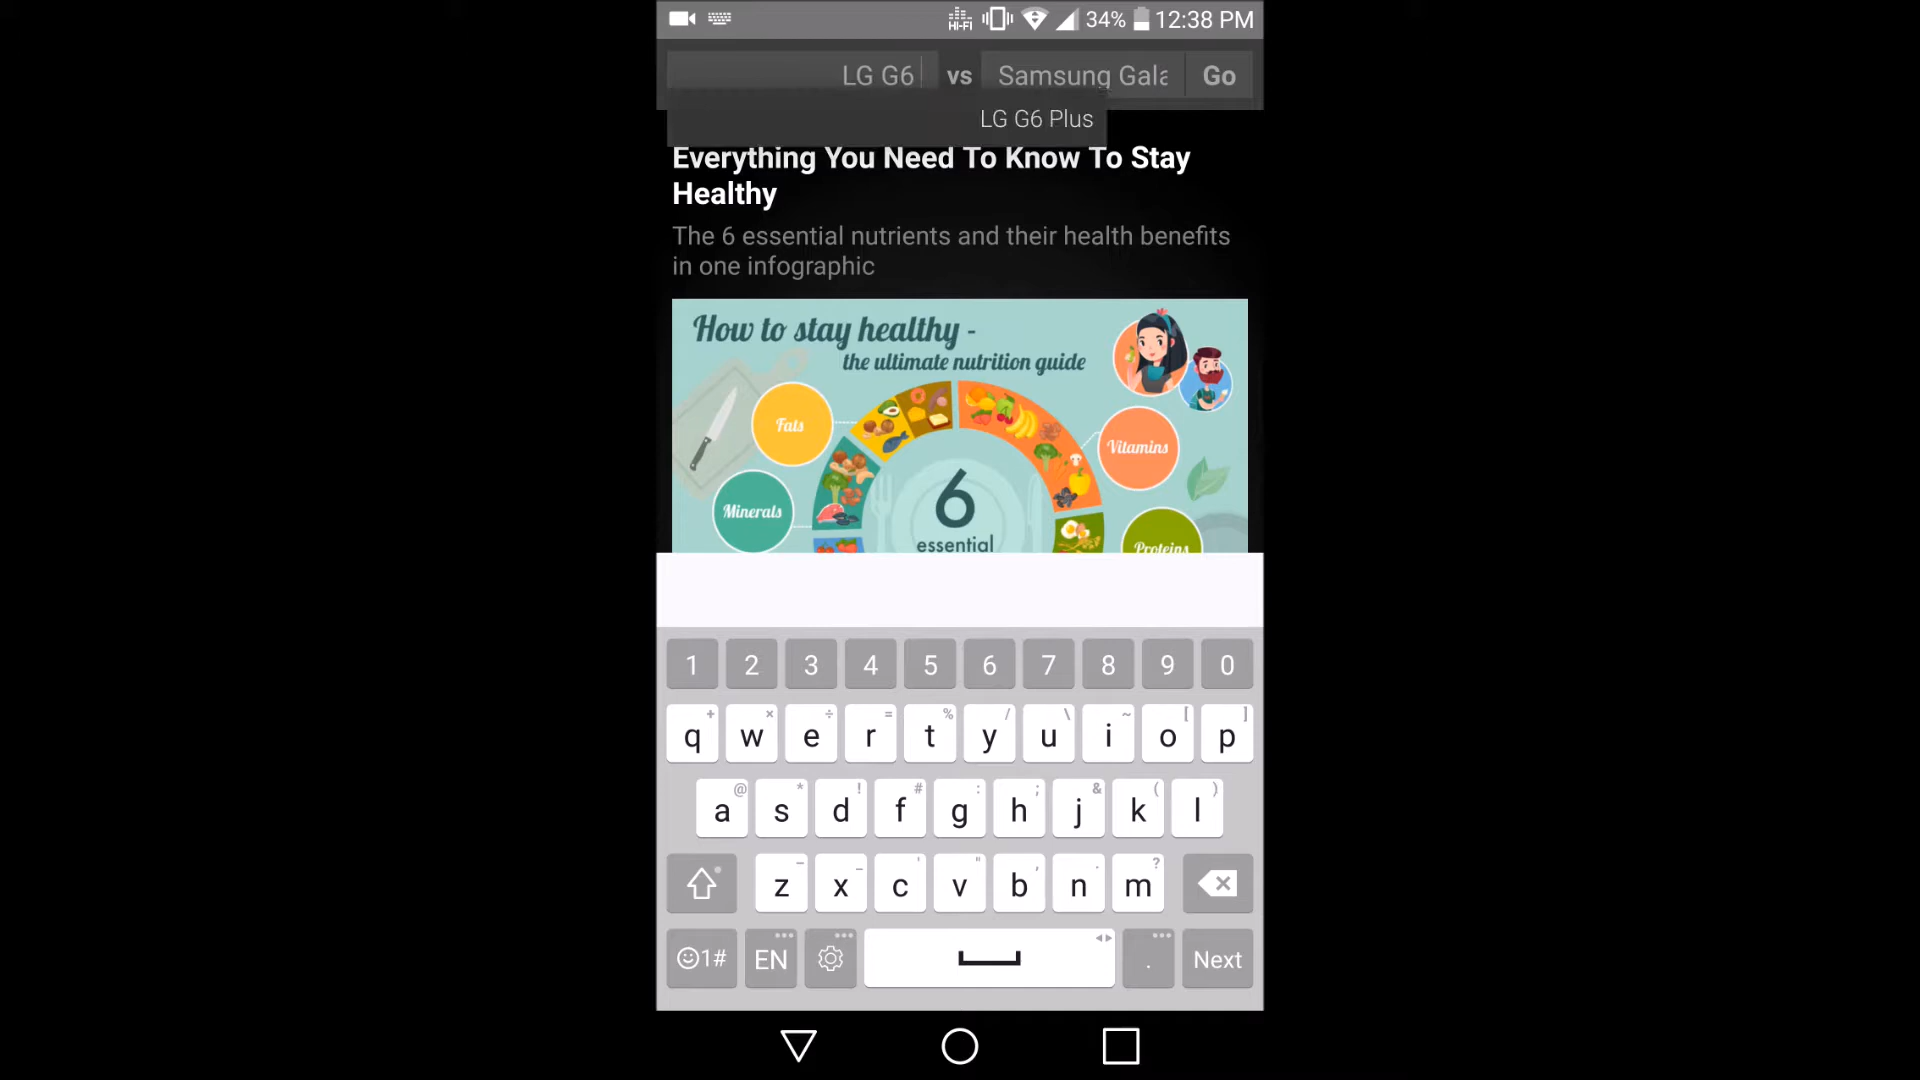 HI-FI 34% 12:38 PM
LG G6 vs Samsung Gala Go
LG G6 Plus
Everything You Need To Know To Stay
Healthy
The 6 essential nutrients and their health benefits
in one infographic
How to stay healthy -
the ultimate nutrition guide
Fats
Vitamins
Minerals
6
essential
Proteins
1 2 3 4 5 6 7 8 9 0
+ × ÷ = % / \ ~ [ ]
q w e r t y u i o p
@ * ! # : ; & ( )
a s d f g h j k l
– _ ' " , . ?
z x c v b n m
1# EN . Next